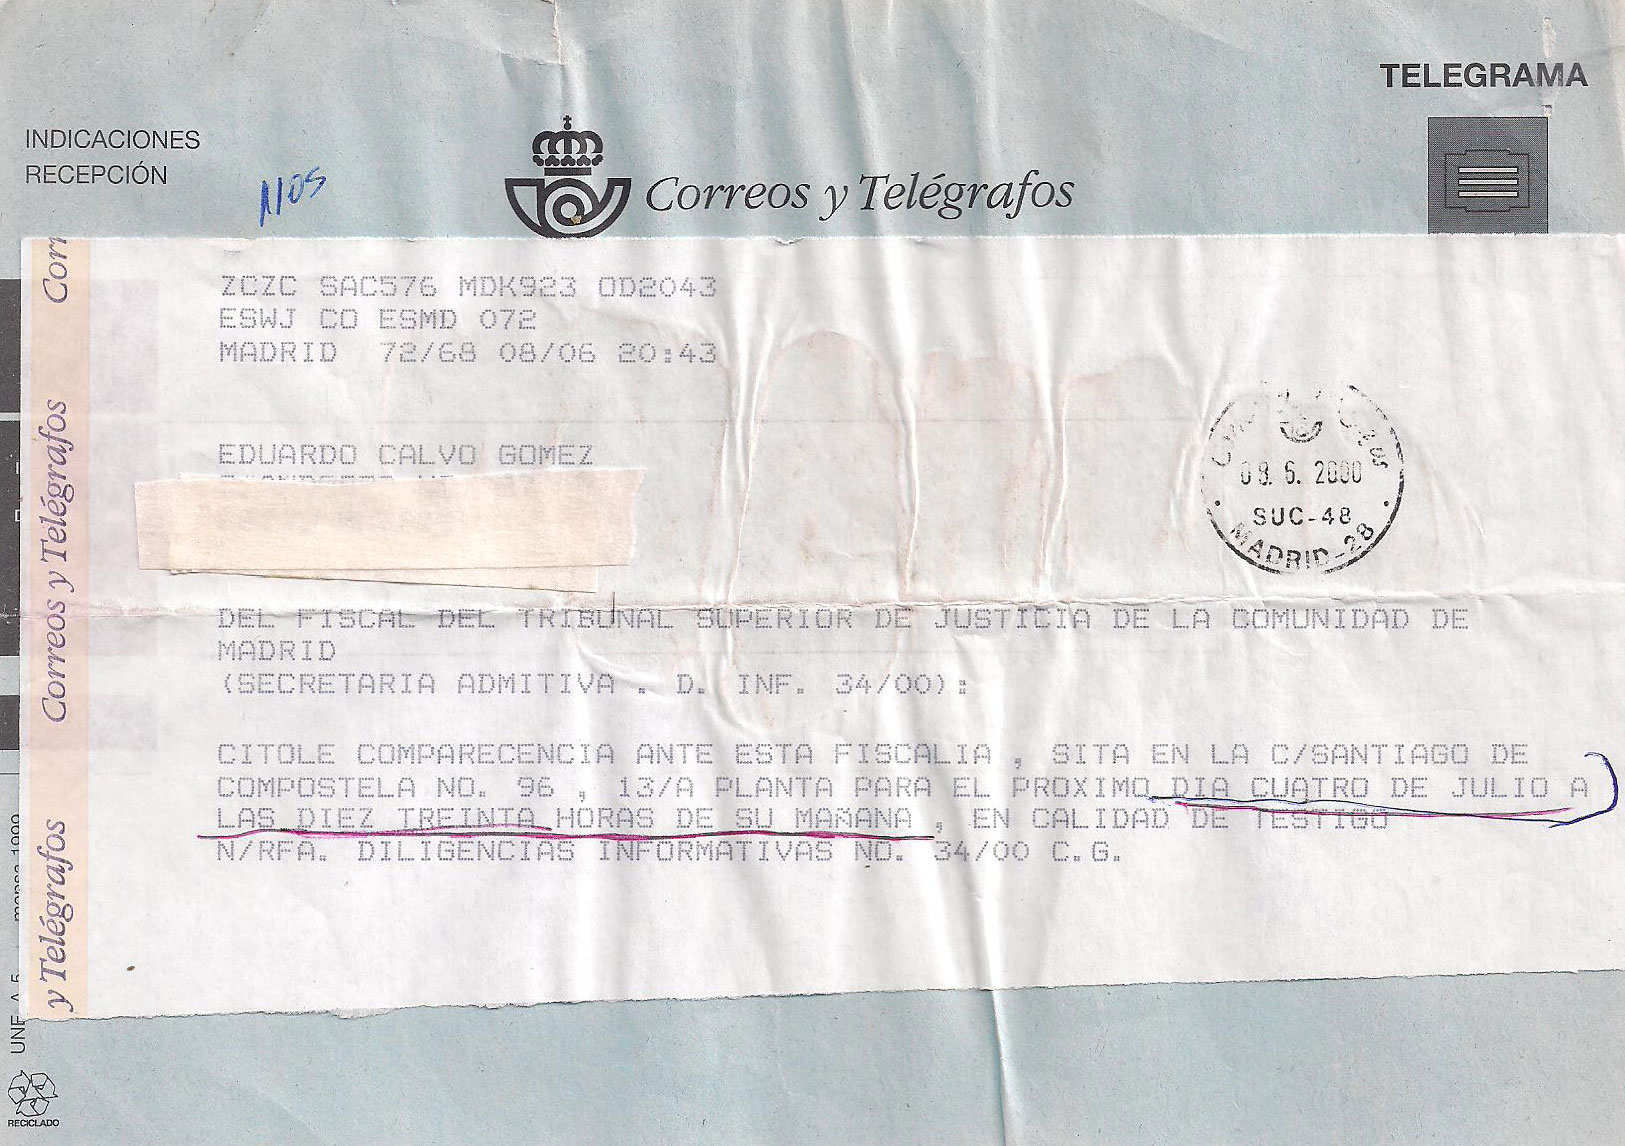 TELEGRAMA
INDICACIONES
RECEPCIÓN
1105
Correos y Telégrafos
ZCZC SAC576 MDK923 OD2043
ESWJ CO ESMD 072
MADRID 72/68 08/06 20:43
EDUARDO CALVO GOMEZ
08. 6. 2000
SUC-48
MADRID-28
DEL FISCAL DEL TRIBUNAL SUPERIOR DE JUSTICIA DE LA COMUNIDAD DE
MADRID
(SECRETARIA ADMITIVA . D. INF. 34/00):
CITOLE COMPARECENCIA ANTE ESTA FISCALIA , SITA EN LA C/SANTIAGO DE
COMPOSTELA NO. 96 , 13/A PLANTA PARA EL PROXIMO DIA CUATRO DE JULIO A
LAS DIEZ TREINTA HORAS DE SU MAÑANA , EN CALIDAD DE TESTIGO
N/RFA. DILIGENCIAS INFORMATIVAS NO. 34/00 C.G.
Corr
Correos y Telégrafos
y Telégrafos
UNE A 5
1999
RECICLADO